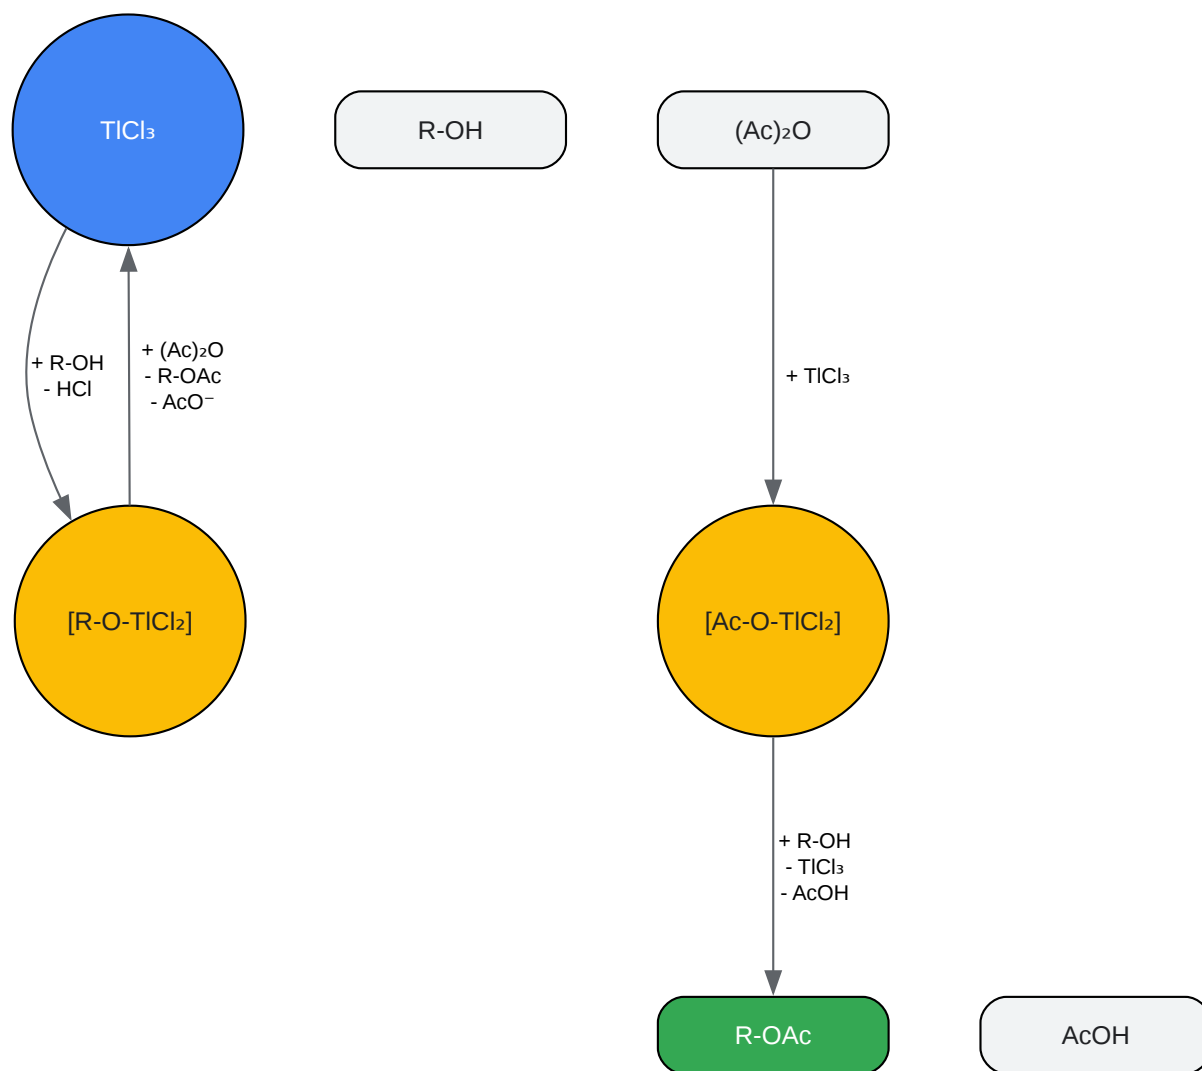 TlCl₃
R-OH
(Ac)₂O
+ R-OH
- HCl
+ (Ac)₂O
- R-OAc
- AcO⁻
+ TlCl₃
[R-O-TlCl₂]
[Ac-O-TlCl₂]
+ R-OH
- TlCl₃
- AcOH
R-OAc
AcOH